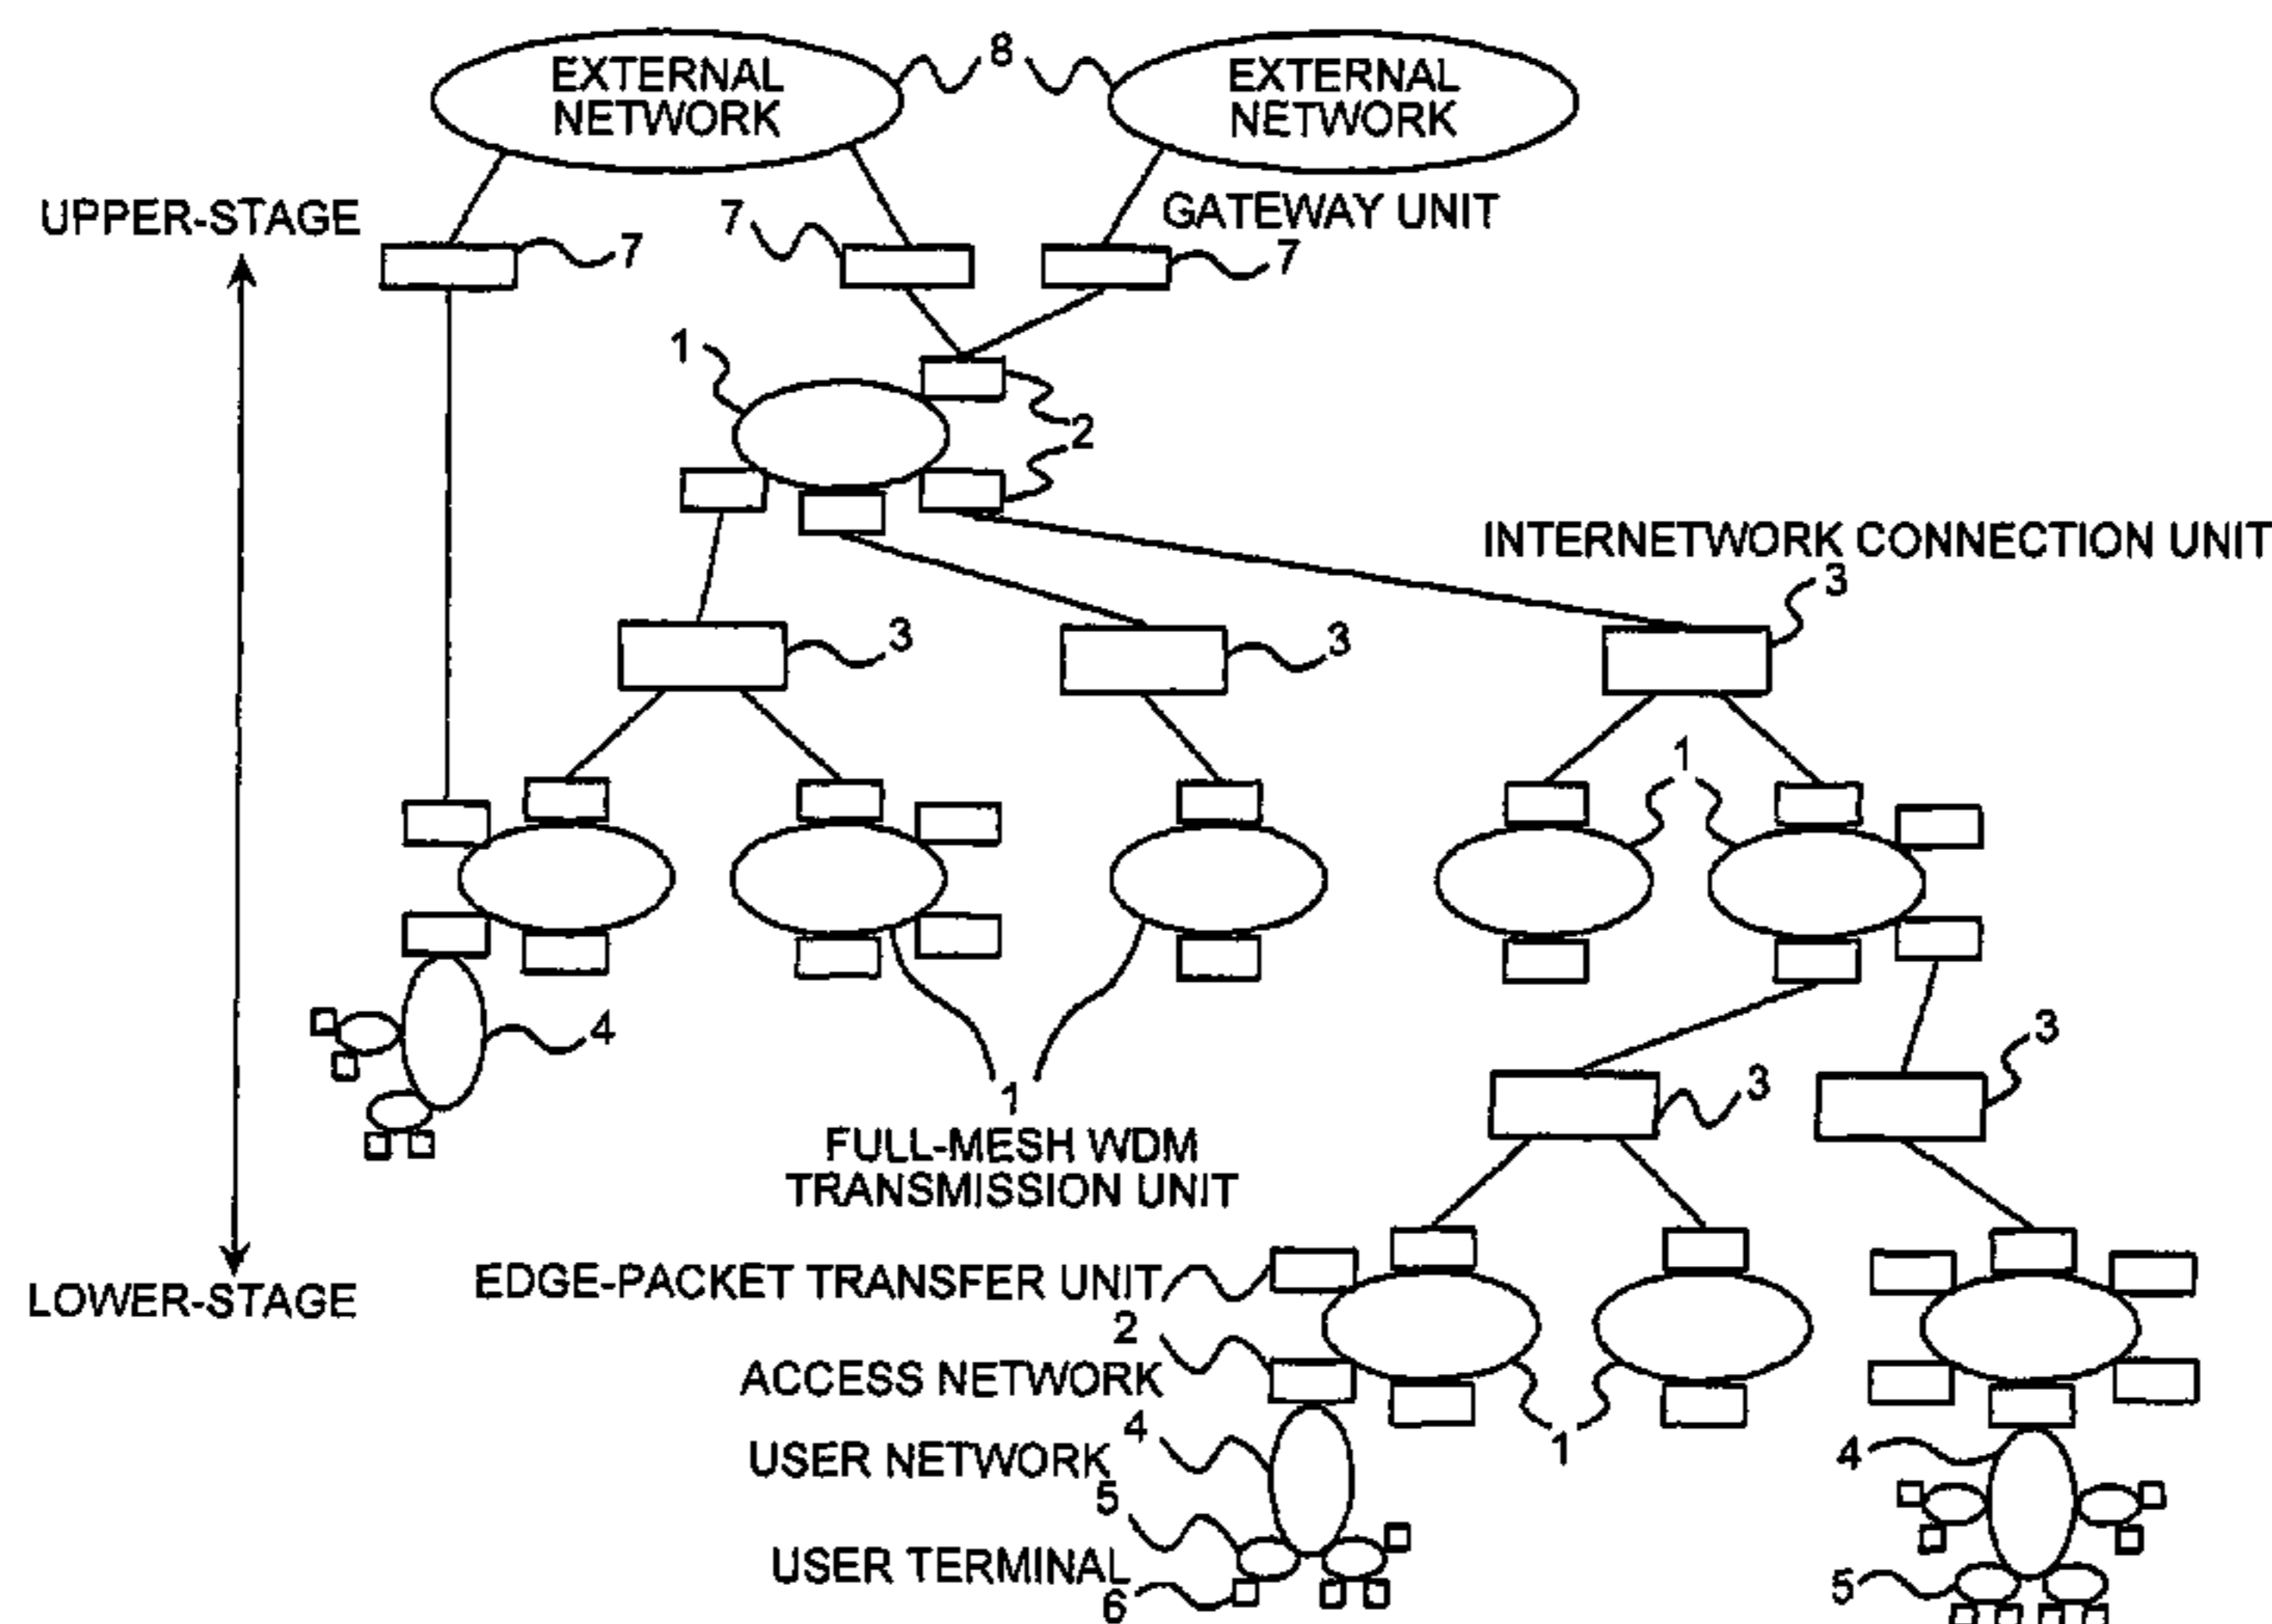 8
EXTERNAL
NETWORK
EXTERNAL
NETWORK
UPPER-STAGE
7
7
GATEWAY UNIT
7
1
2
INTERNETWORK CONNECTION UNIT
3
3
3
1
4
3
3
1
FULL-MESH WDM
TRANSMISSION UNIT
EDGE-PACKET TRANSFER UNIT
2
LOWER-STAGE
ACCESS NETWORK
4
1
4
USER NETWORK
5
USER TERMINAL
6
5